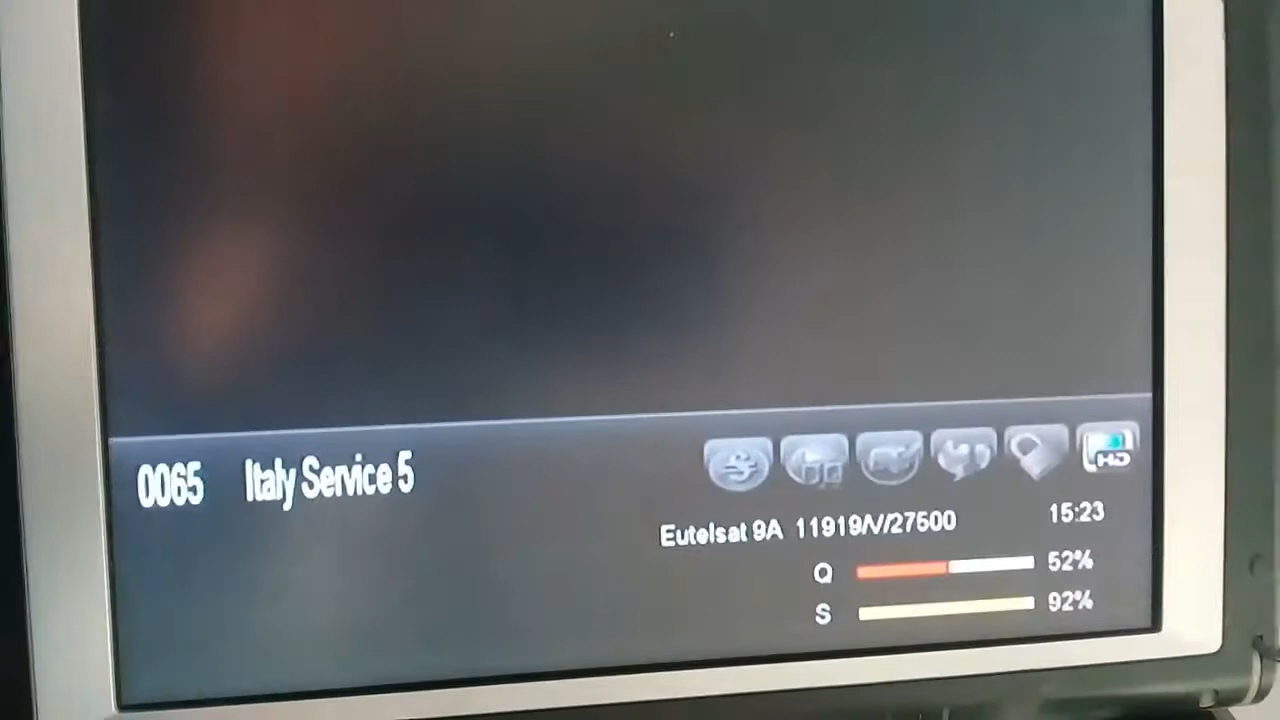 0065 Italy Service 5
HD
Eutelsat 9A 11919/V/27500 15:23
Q 52%
S 92%